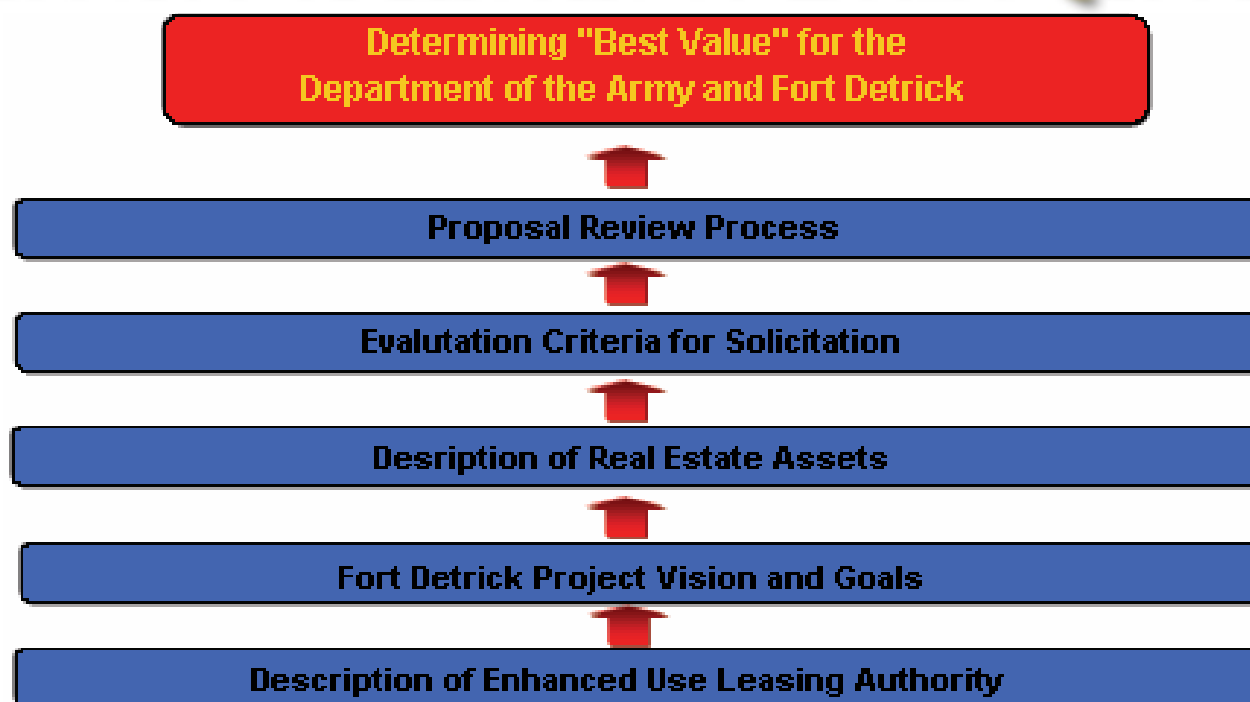 Determining "Best Value" for the
Department of the Army and Fort Detrick
Proposal Review Process
Evalutation Criteria for Solicitation
Desription of Real Estate Assets
Fort Detrick Project Vision and Goals
Description of Enhanced Use Leasing Authority